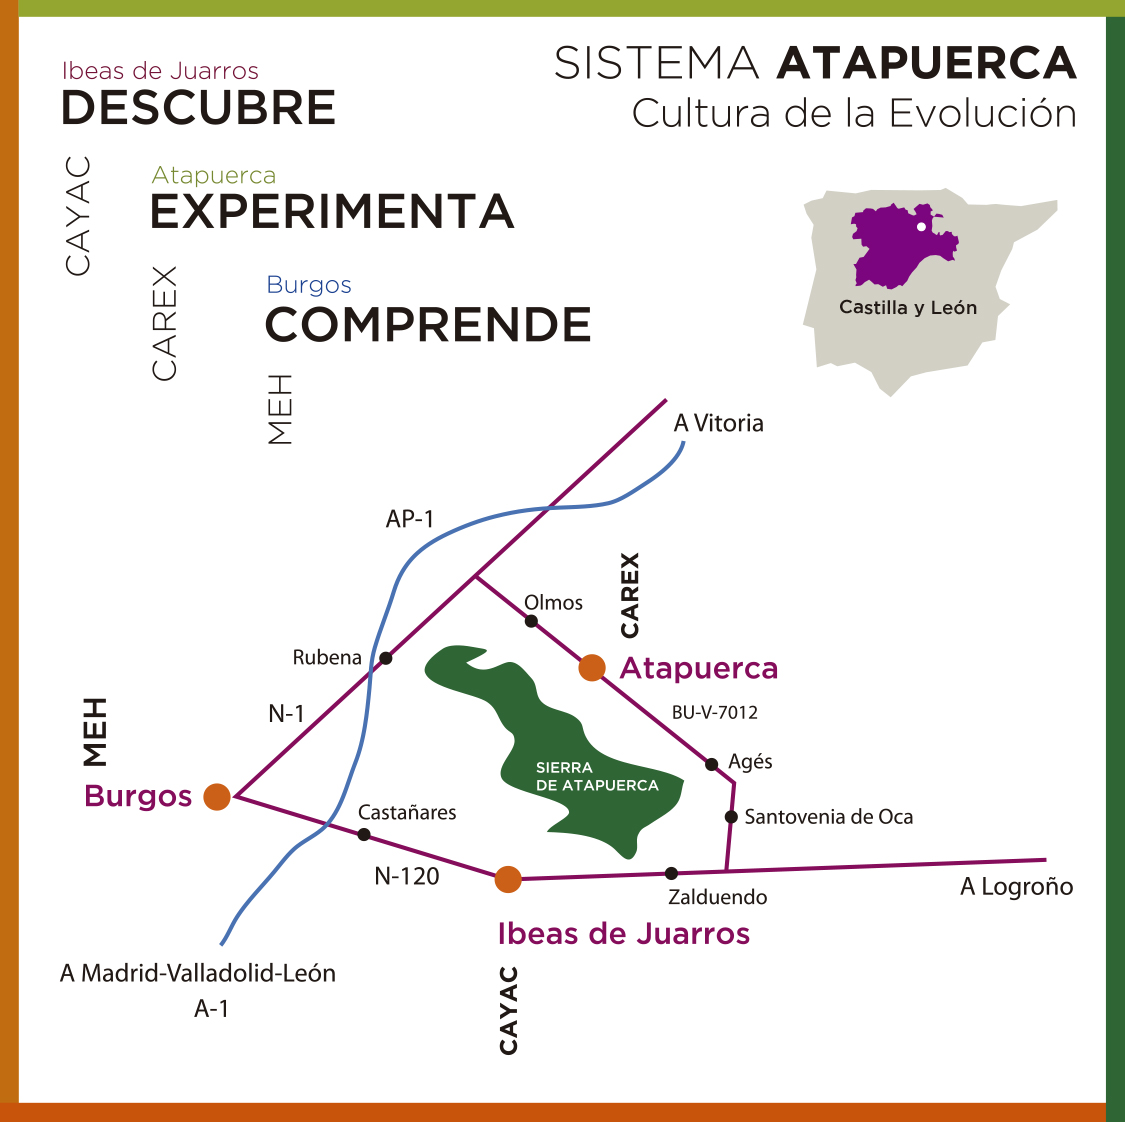 Ibeas de Juarros
DESCUBRE
CAYAC
Atapuerca
EXPERIMENTA
CAREX
Burgos
COMPRENDE
MEH
SISTEMA ATAPUERCA
Cultura de la Evolución
Castilla y León
A Vitoria
AP-1
CAREX
Olmos
Rubena
Atapuerca
N-1
BU-V-7012
MEH
Burgos
Agés
SIERRA
DE ATAPUERCA
Castañares
Santovenia de Oca
N-120
Zalduendo
A Logroño
Ibeas de Juarros
CAYAC
A Madrid-Valladolid-León
A-1